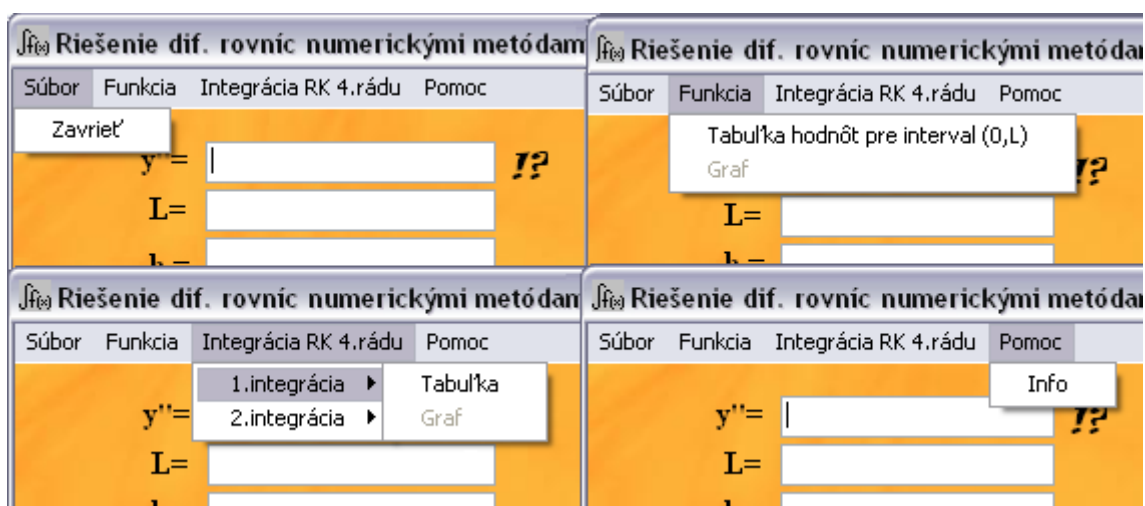 ∫f(x) Riešenie dif. rovníc numerickými metódam
Súbor Funkcia Integrácia RK 4.rádu Pomoc
Zavrieť
y''= !?
L=
h =
∫f(x) Riešenie dif. rovníc numerickými metódam
Súbor Funkcia Integrácia RK 4.rádu Pomoc
Tabuľka hodnôt pre interval (0,L)
Graf
!?
L=
h =
∫f(x) Riešenie dif. rovníc numerickými metódam
Súbor Funkcia Integrácia RK 4.rádu Pomoc
1.integrácia Tabuľka
2.integrácia Graf
y''=
L=
∫f(x) Riešenie dif. rovníc numerickými metódam
Súbor Funkcia Integrácia RK 4.rádu Pomoc
Info
y''= !?
L=